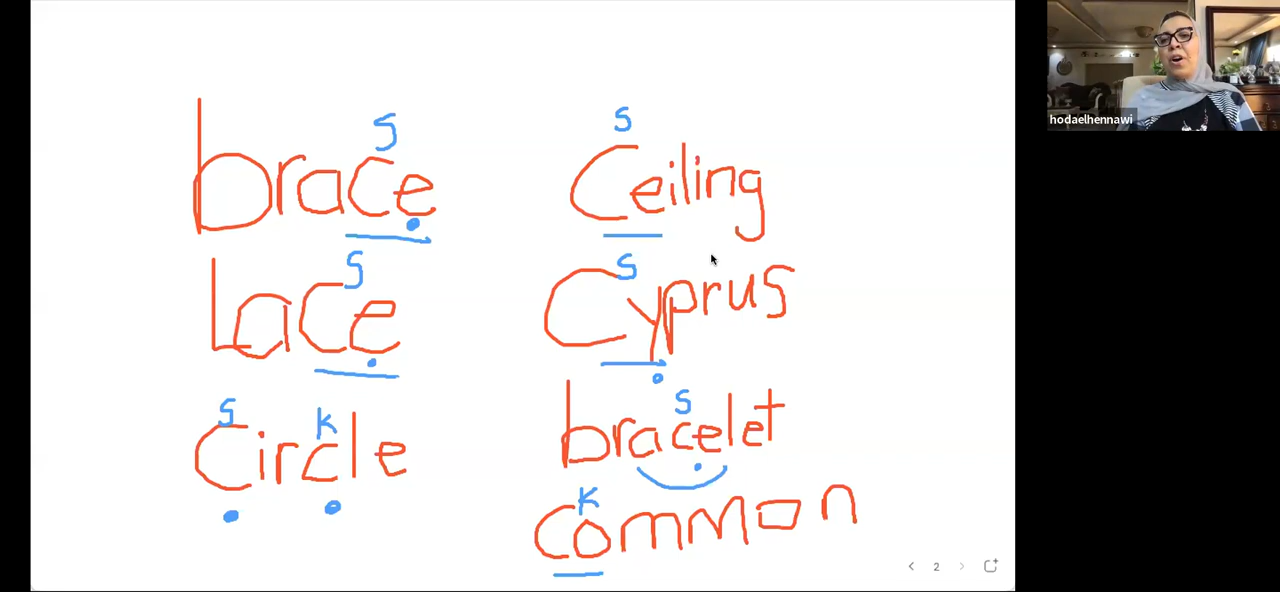 s
brace
s
lace
s k
Circle
s
Ceiling
s
Cyprus
s
bracelet
k
common
hodaelhennawi
2